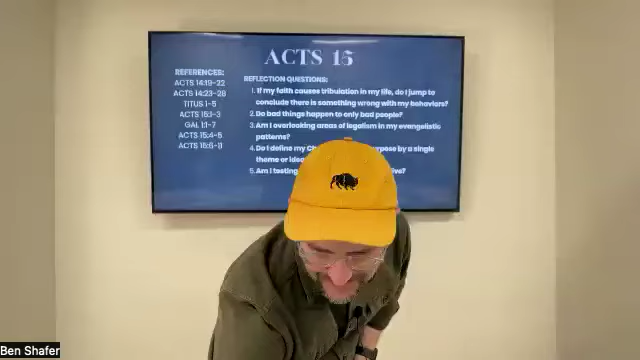 ACTS 15
REFERENCES:
ACTS 14:19-22
ACTS 14:23-28
TITUS 1-5
ACTS 15:1-3
GAL 1:1-7
ACTS 15:4-5
ACTS 15:6-11
REFLECTION QUESTIONS:
1. If my faith causes tribulation in my life, do I jump to
conclude there is something wrong with my behaviors?
2. Do bad things happen to only bad people?
3. Am I overlooking areas of legalism in my evangelistic
patterns?
4. Do I define my by a single
theme or
5. Am I testing
Ben Shafer